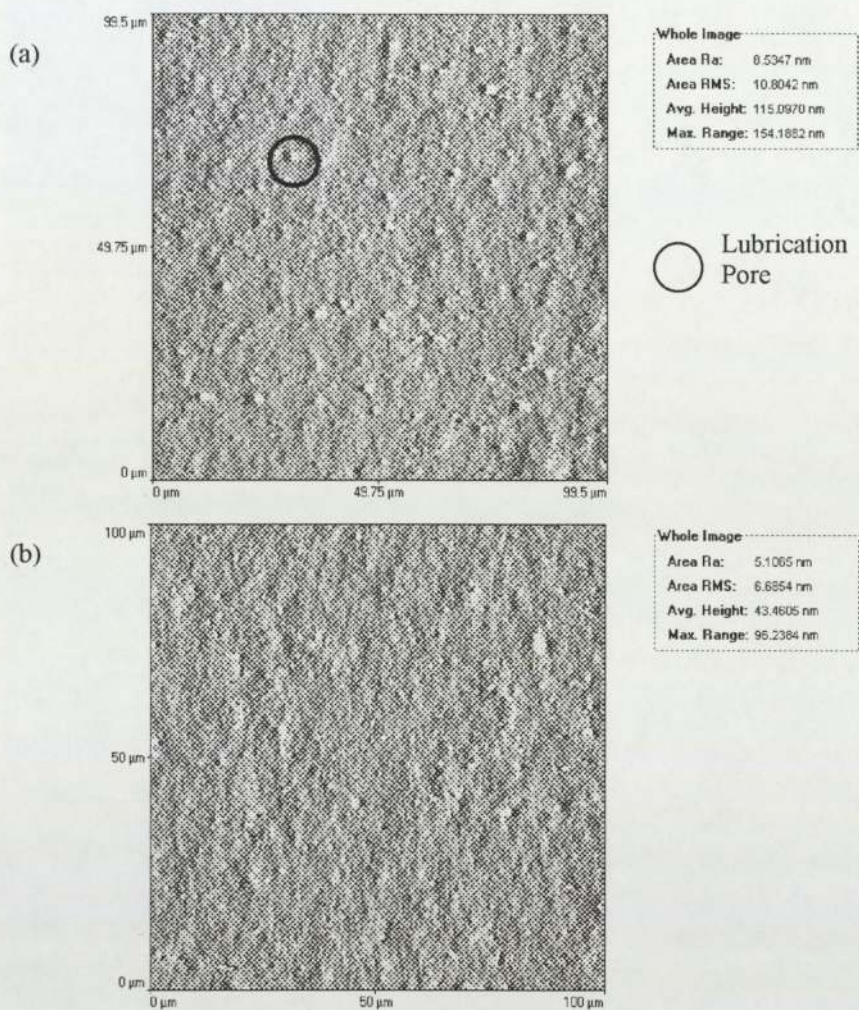 (a)
99.5 µm
49.75 µm
0 µm
0 µm 49.75 µm 99.5 µm
Whole Image
Area Ra: 8.5347 nm
Area RMS: 10.8042 nm
Avg. Height: 115.0970 nm
Max. Range: 154.1882 nm
Lubrication
Pore
(b)
100 µm
50 µm
0 µm
0 µm 50 µm 100 µm
Whole Image
Area Ra: 5.1065 nm
Area RMS: 6.6854 nm
Avg. Height: 43.4605 nm
Max. Range: 96.2384 nm